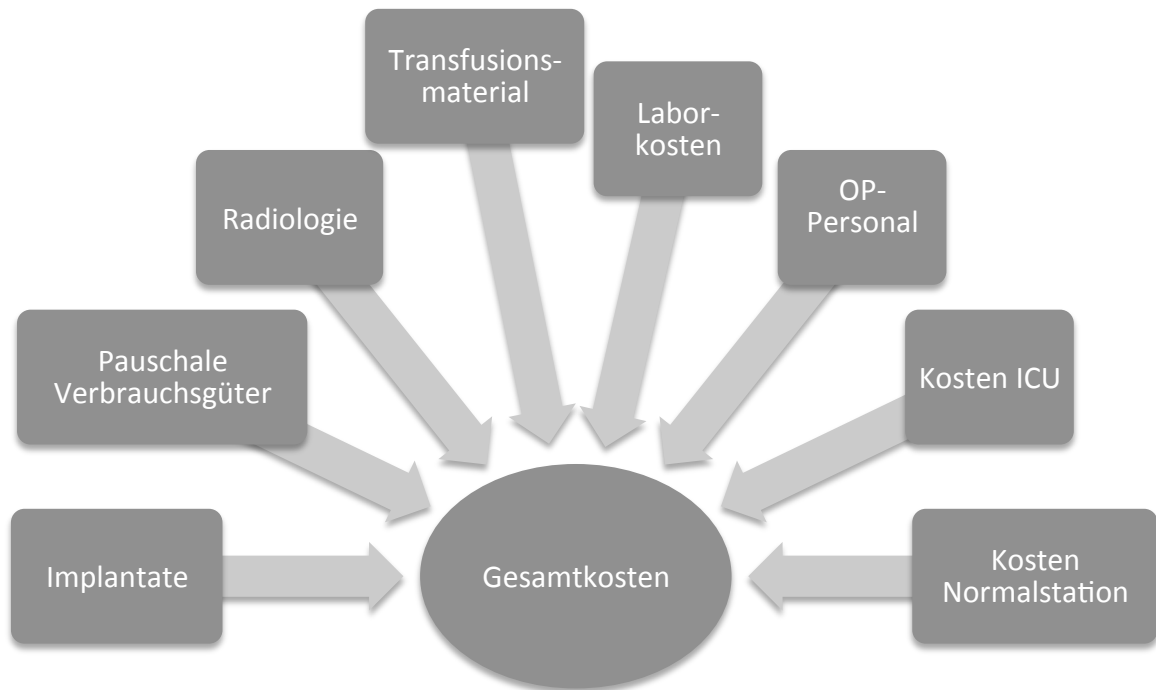 Transfusions-
material
Labor-
kosten
Radiologie
OP-
Personal
Pauschale
Verbrauchsgüter
Kosten ICU
Implantate
Gesamtkosten
Kosten
Normalstation